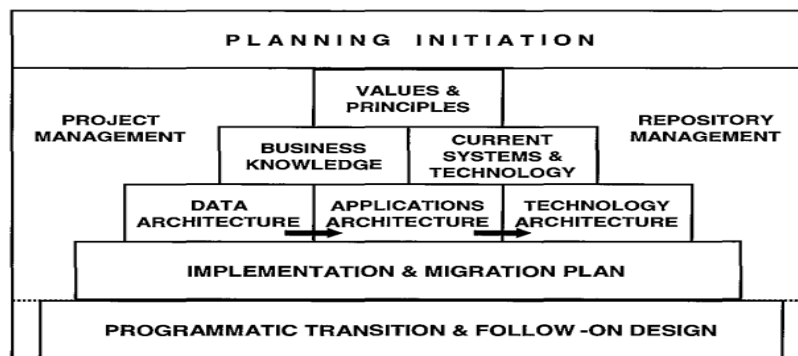 PLANNING INITIATION
VALUES &
PRINCIPLES
PROJECT
MANAGEMENT
REPOSITORY
MANAGEMENT
BUSINESS
KNOWLEDGE
CURRENT
SYSTEMS &
TECHNOLOGY
DATA
ARCHITECTURE
APPLICATIONS
ARCHITECTURE
TECHNOLOGY
ARCHITECTURE
IMPLEMENTATION & MIGRATION PLAN
PROGRAMMATIC TRANSITION & FOLLOW -ON DESIGN